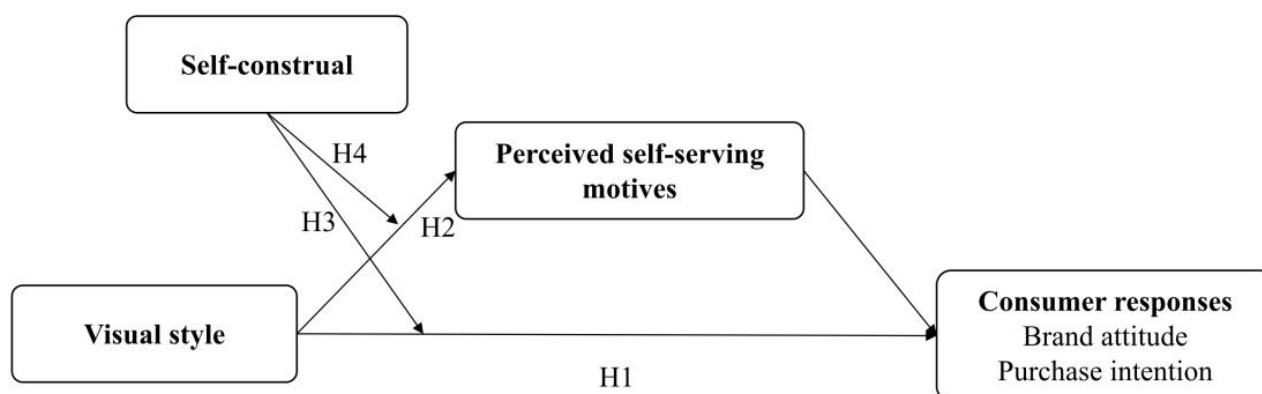 Self-construal
H4
Perceived self-serving
motives
H3
H2
Visual style
Consumer responses
Brand attitude
Purchase intention
H1